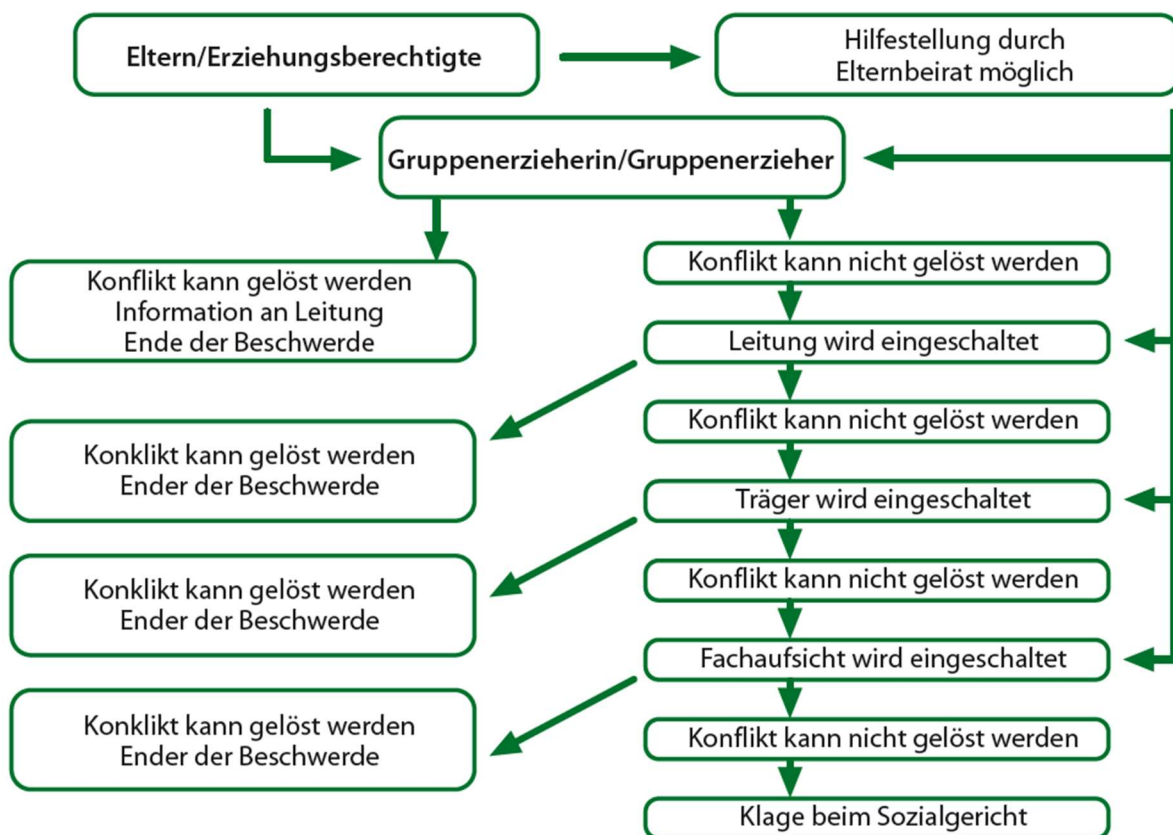 Eltern/Erziehungsberechtigte
Hilfestellung durch
Elternbeirat möglich
Gruppenerzieherin/Gruppenerzieher
Konflikt kann gelöst werden
Information an Leitung
Ende der Beschwerde
Konflikt kann nicht gelöst werden
Leitung wird eingeschaltet
Konklikt kann gelöst werden
Ender der Beschwerde
Konflikt kann nicht gelöst werden
Träger wird eingeschaltet
Konklikt kann gelöst werden
Ender der Beschwerde
Konflikt kann nicht gelöst werden
Fachaufsicht wird eingeschaltet
Konklikt kann gelöst werden
Ender der Beschwerde
Konflikt kann nicht gelöst werden
Klage beim Sozialgericht